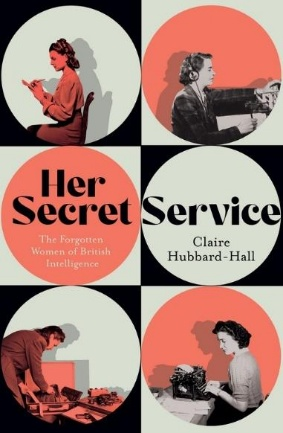 Her
Secret Service
The Forgotten
Women of British
Intelligence
Claire
Hubbard-Hall